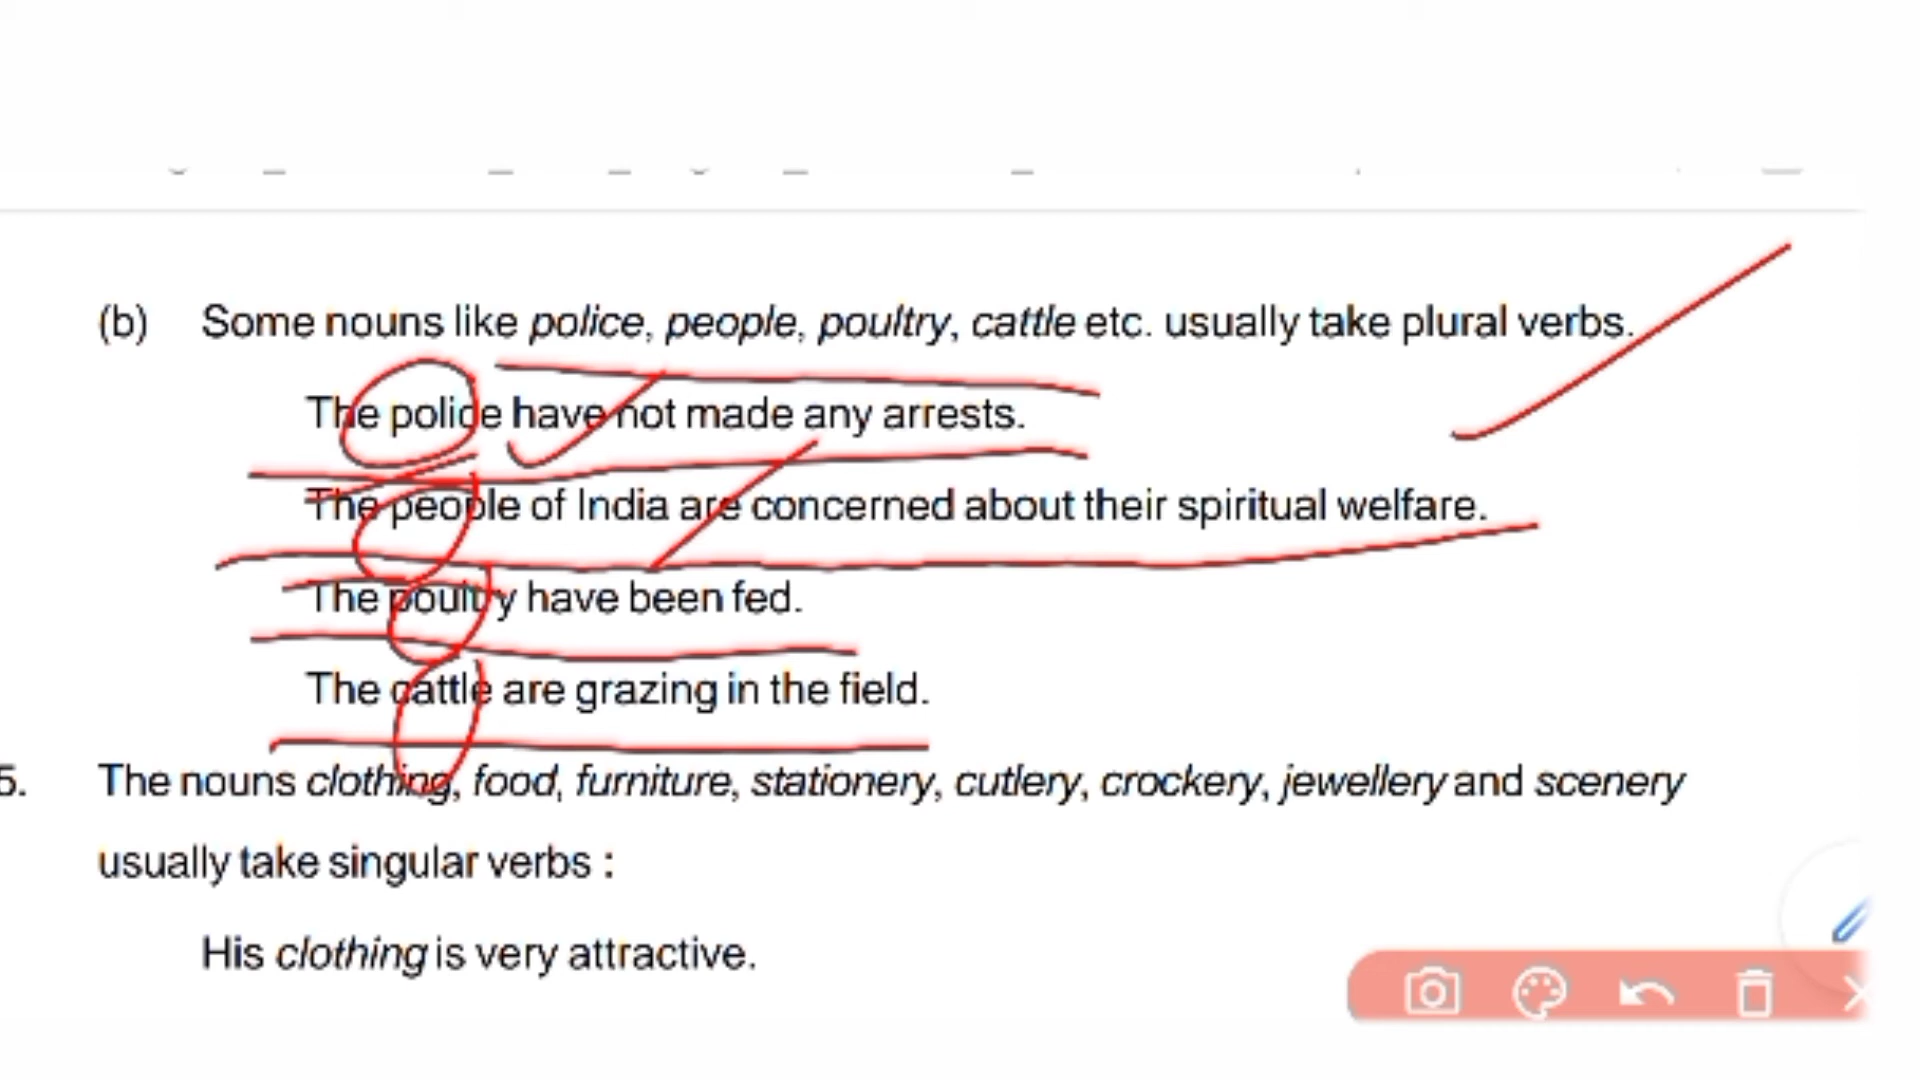 (b) Some nouns like police, people, poultry, cattle etc. usually take plural verbs.
The police have not made any arrests.
The people of India are concerned about their spiritual welfare.
The poultry have been fed.
The cattle are grazing in the field.
5. The nouns clothing, food, furniture, stationery, cutlery, crockery, jewellery and scenery
usually take singular verbs :
His clothing is very attractive.